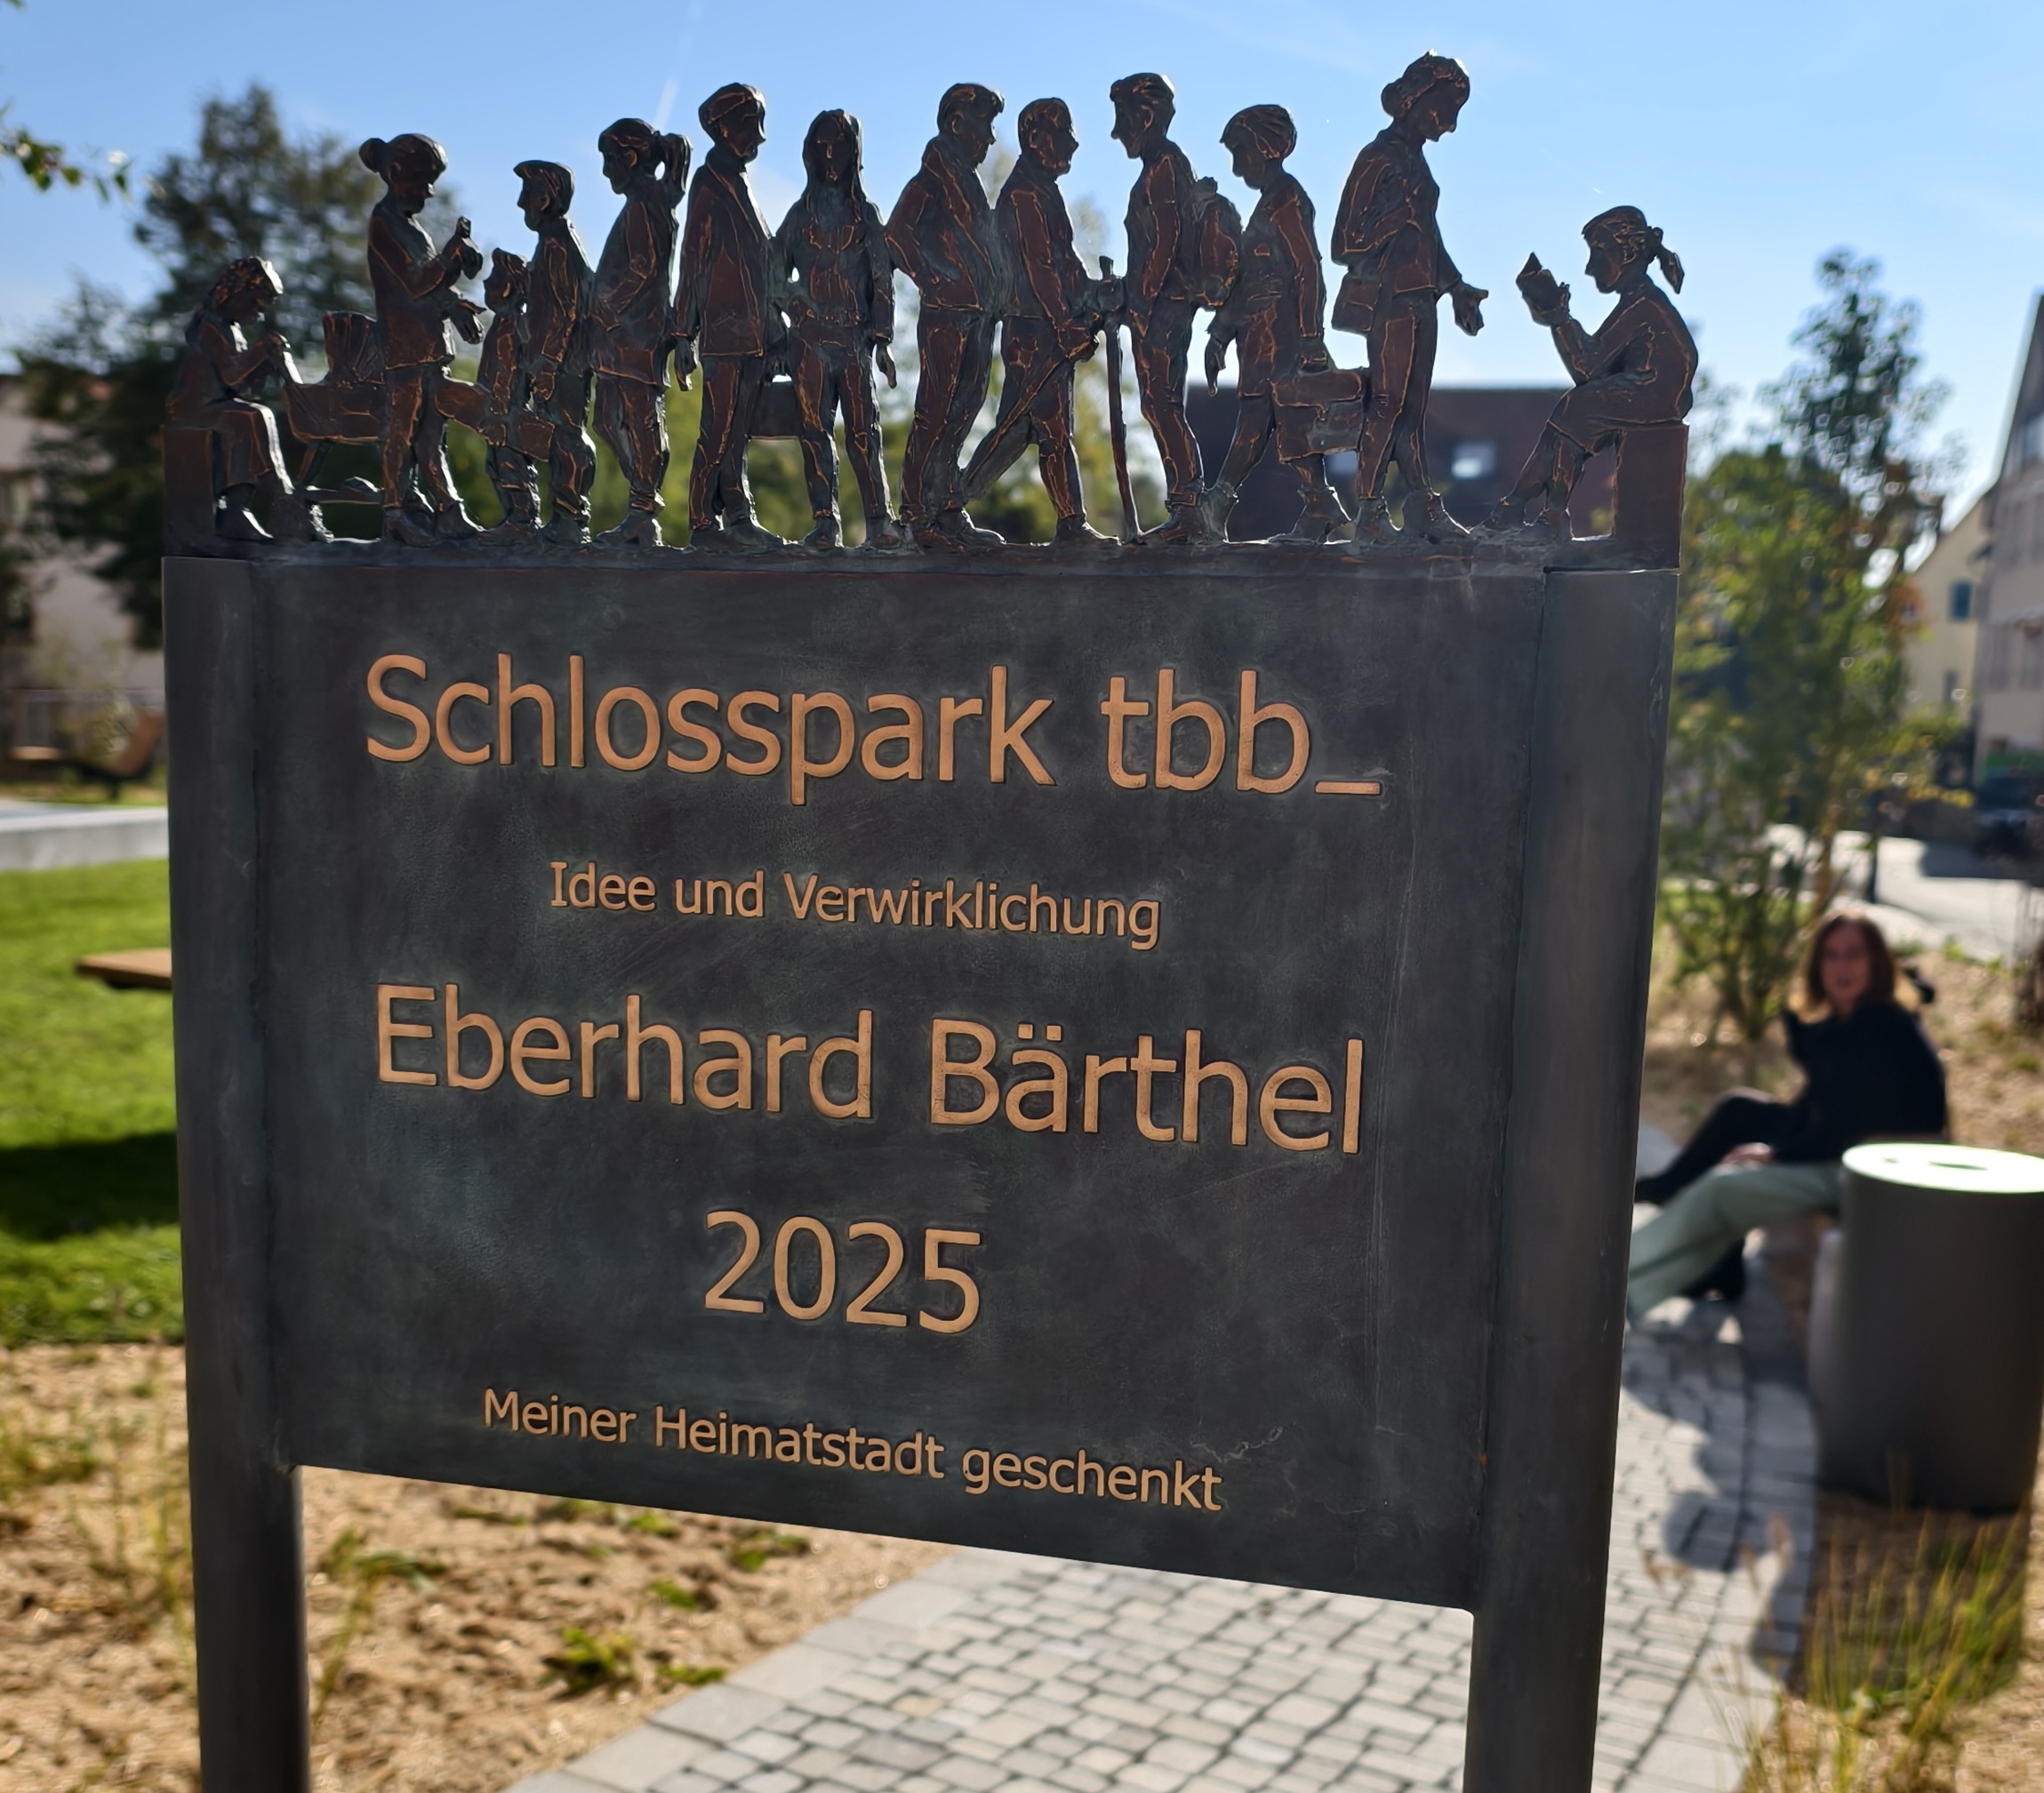 Schlosspark tbb_
Idee und Verwirklichung
Eberhard Bärthel
2025
Meiner Heimatstadt geschenkt